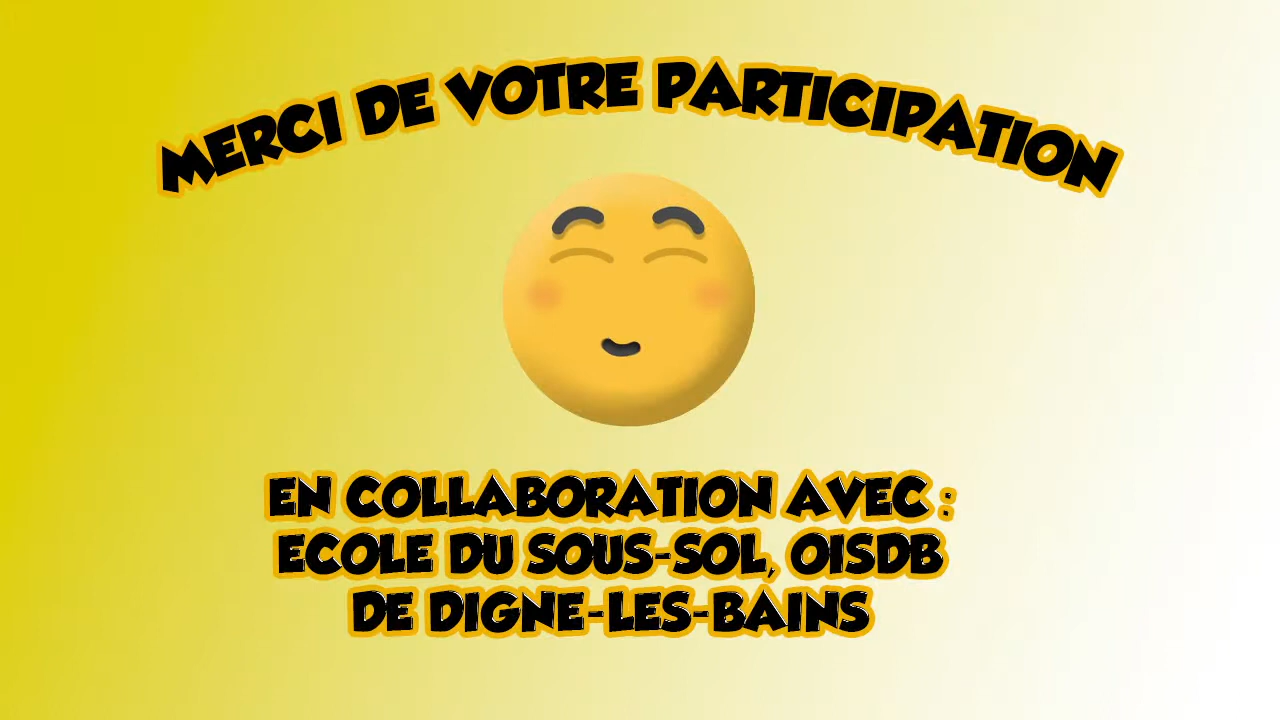 MERCI DE VOTRE PARTICIPATION
EN COLLABORATION AVEC :
ECOLE DU SOUS-SOL, OISDB
DE DIGNE-LES-BAINS